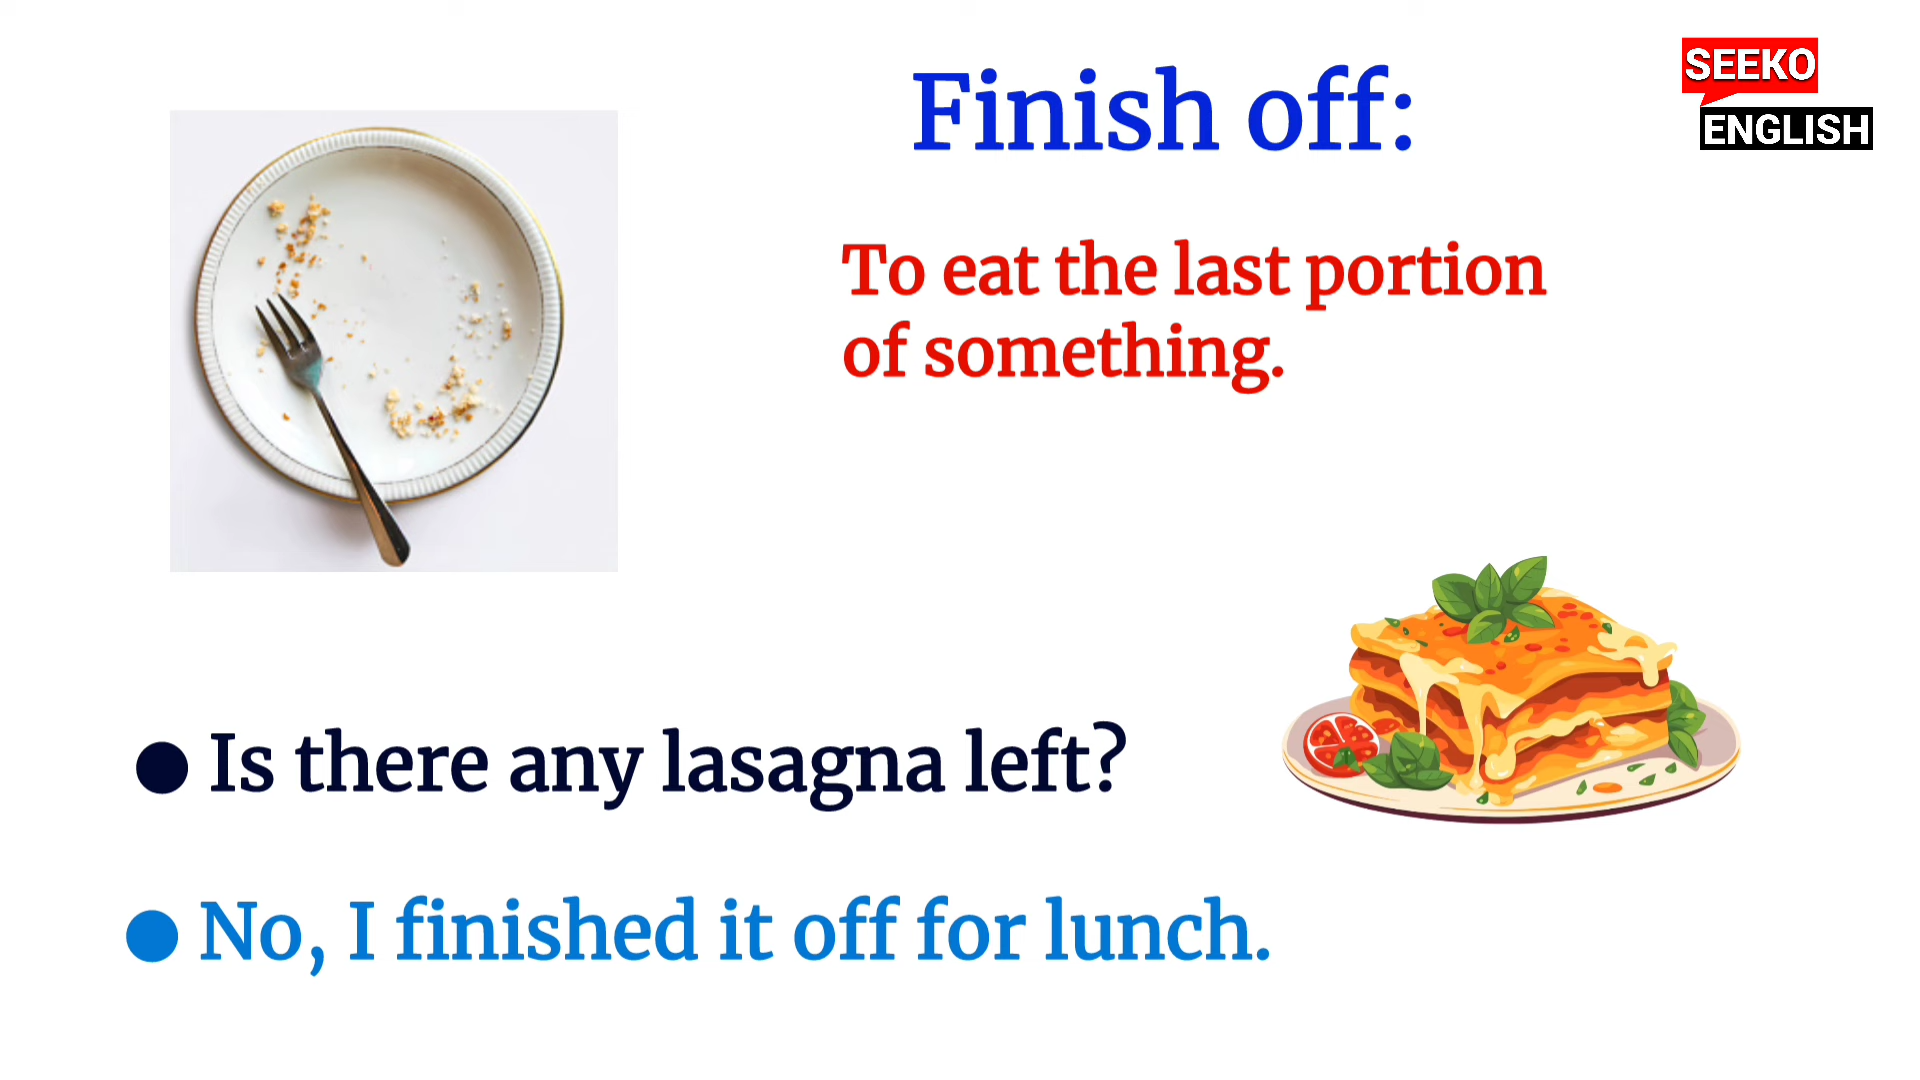 Finish off:
SEEKO
ENGLISH
To eat the last portion
of something.
● Is there any lasagna left?
● No, I finished it off for lunch.